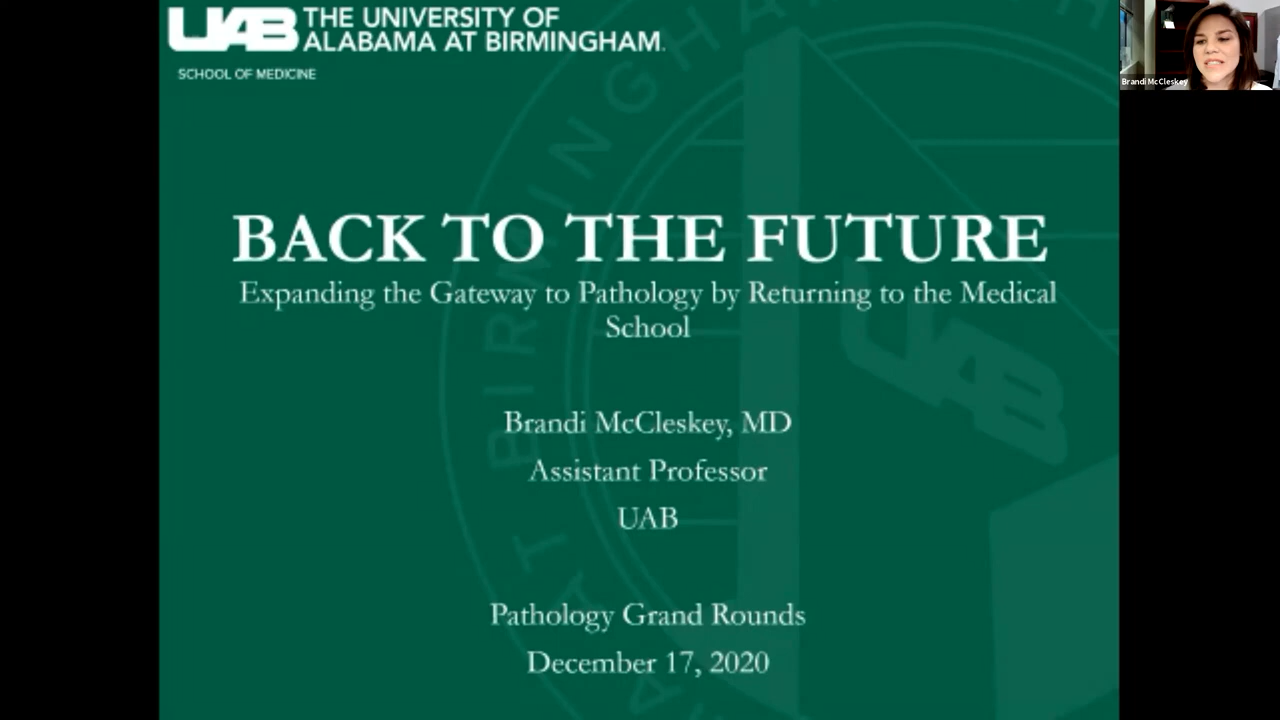 UAB THE UNIVERSITY OF
ALABAMA AT BIRMINGHAM.
SCHOOL OF MEDICINE
Brandi McCleskey
BACK TO THE FUTURE
Expanding the Gateway to Pathology by Returning to the Medical
School
Brandi McCleskey, MD
Assistant Professor
UAB
Pathology Grand Rounds
December 17, 2020
BIRMINGHAM
UAB